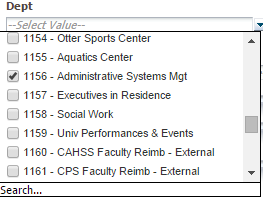 Dept
--Select Value--
1154 - Otter Sports Center
1155 - Aquatics Center
1156 - Administrative Systems Mgt
1157 - Executives in Residence
1158 - Social Work
1159 - Univ Performances & Events
1160 - CAHSS Faculty Reimb - External
1161 - CPS Faculty Reimb - External
Search...